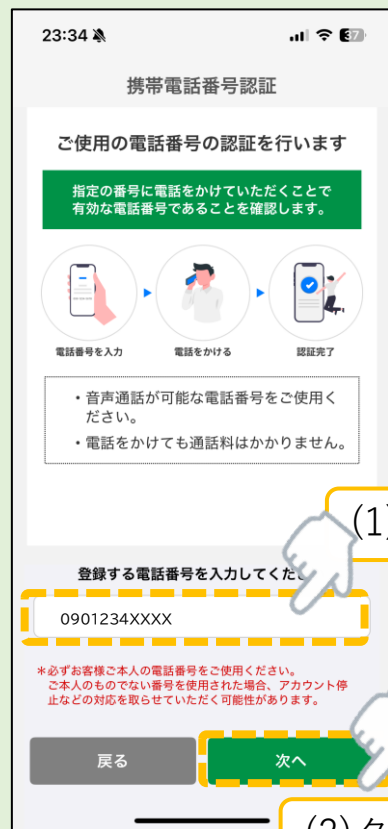 23:34
37
携帯電話番号認証
ご使用の電話番号の認証を行います
指定の番号に電話をかけていただくことで
有効な電話番号であることを確認します。
電話番号を入力
電話をかける
認証完了
・音声通話が可能な電話番号をご使用く
ださい。
・電話をかけても通話料はかかりません。
(1)
登録する電話番号を入力してくだ
0901234XXXX
*必ずお客様ご本人の電話番号をご使用ください。
ご本人のものでない番号を使用された場合、アカウント停
止などの対応を取らせていただく可能性があります。
戻る
次へ
(2)